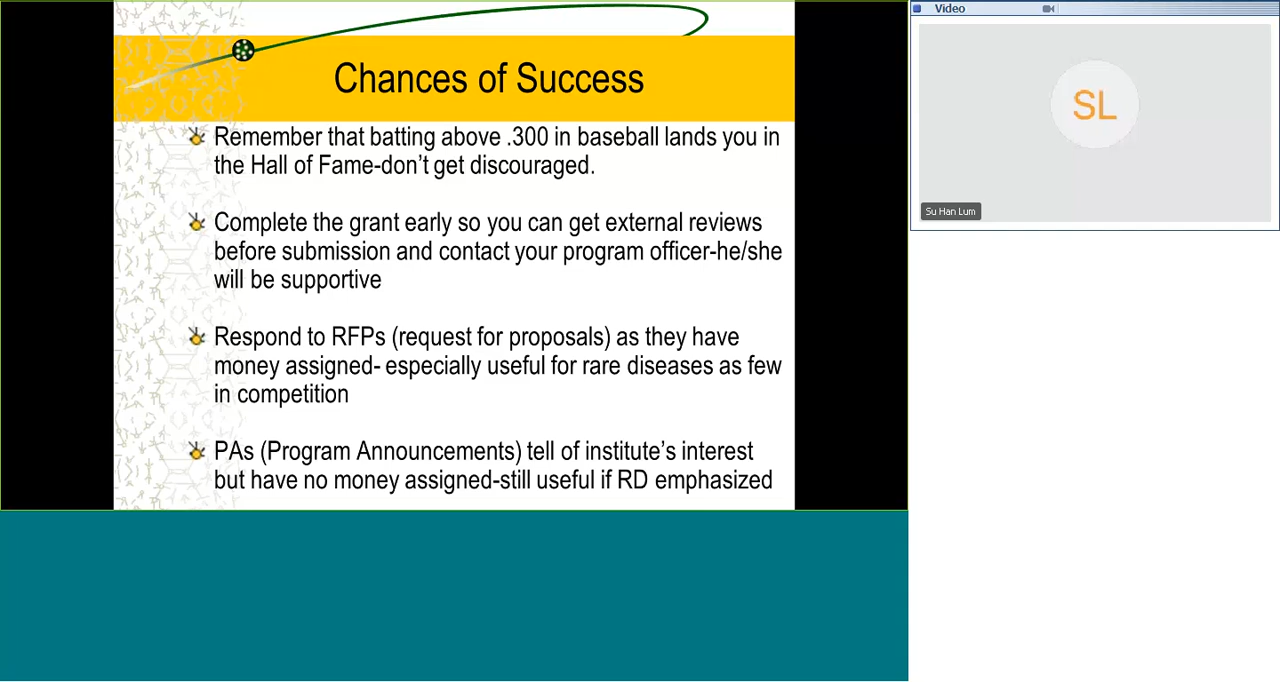 Chances of Success
Remember that batting above .300 in baseball lands you in
the Hall of Fame-don't get discouraged.
Complete the grant early so you can get external reviews
before submission and contact your program officer-he/she
will be supportive
Respond to RFPs (request for proposals) as they have
money assigned- especially useful for rare diseases as few
in competition
PAs (Program Announcements) tell of institute's interest
but have no money assigned-still useful if RD emphasized
Video
SL
Su Han Lum